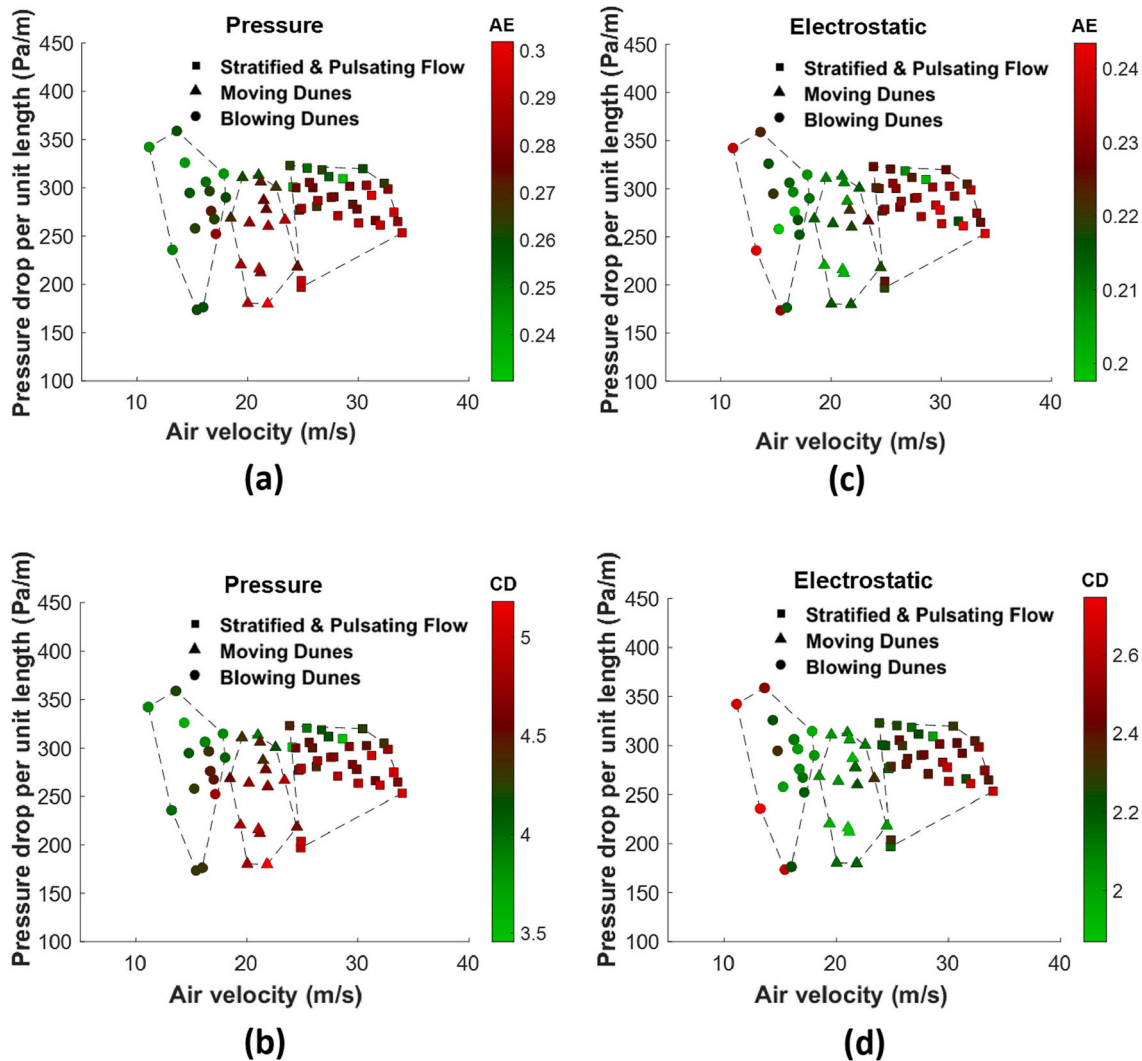 Pressure
AE
Pressure drop per unit length (Pa/m)
450
400
350
300
250
200
150
100
Stratified & Pulsating Flow
Moving Dunes
Blowing Dunes
0.3
0.29
0.28
0.27
0.26
0.25
0.24
10
20
30
40
Air velocity (m/s)
(a)
Electrostatic
AE
Pressure drop per unit length (Pa/m)
450
400
350
300
250
200
150
100
Stratified & Pulsating Flow
Moving Dunes
Blowing Dunes
0.24
0.23
0.22
0.21
0.2
10
20
30
40
Air velocity (m/s)
(c)
Pressure
CD
Pressure drop per unit length (Pa/m)
450
400
350
300
250
200
150
100
Stratified & Pulsating Flow
Moving Dunes
Blowing Dunes
5
4.5
4
3.5
10
20
30
40
Air velocity (m/s)
(b)
Electrostatic
CD
Pressure drop per unit length (Pa/m)
450
400
350
300
250
200
150
100
Stratified & Pulsating Flow
Moving Dunes
Blowing Dunes
2.6
2.4
2.2
2
10
20
30
40
Air velocity (m/s)
(d)